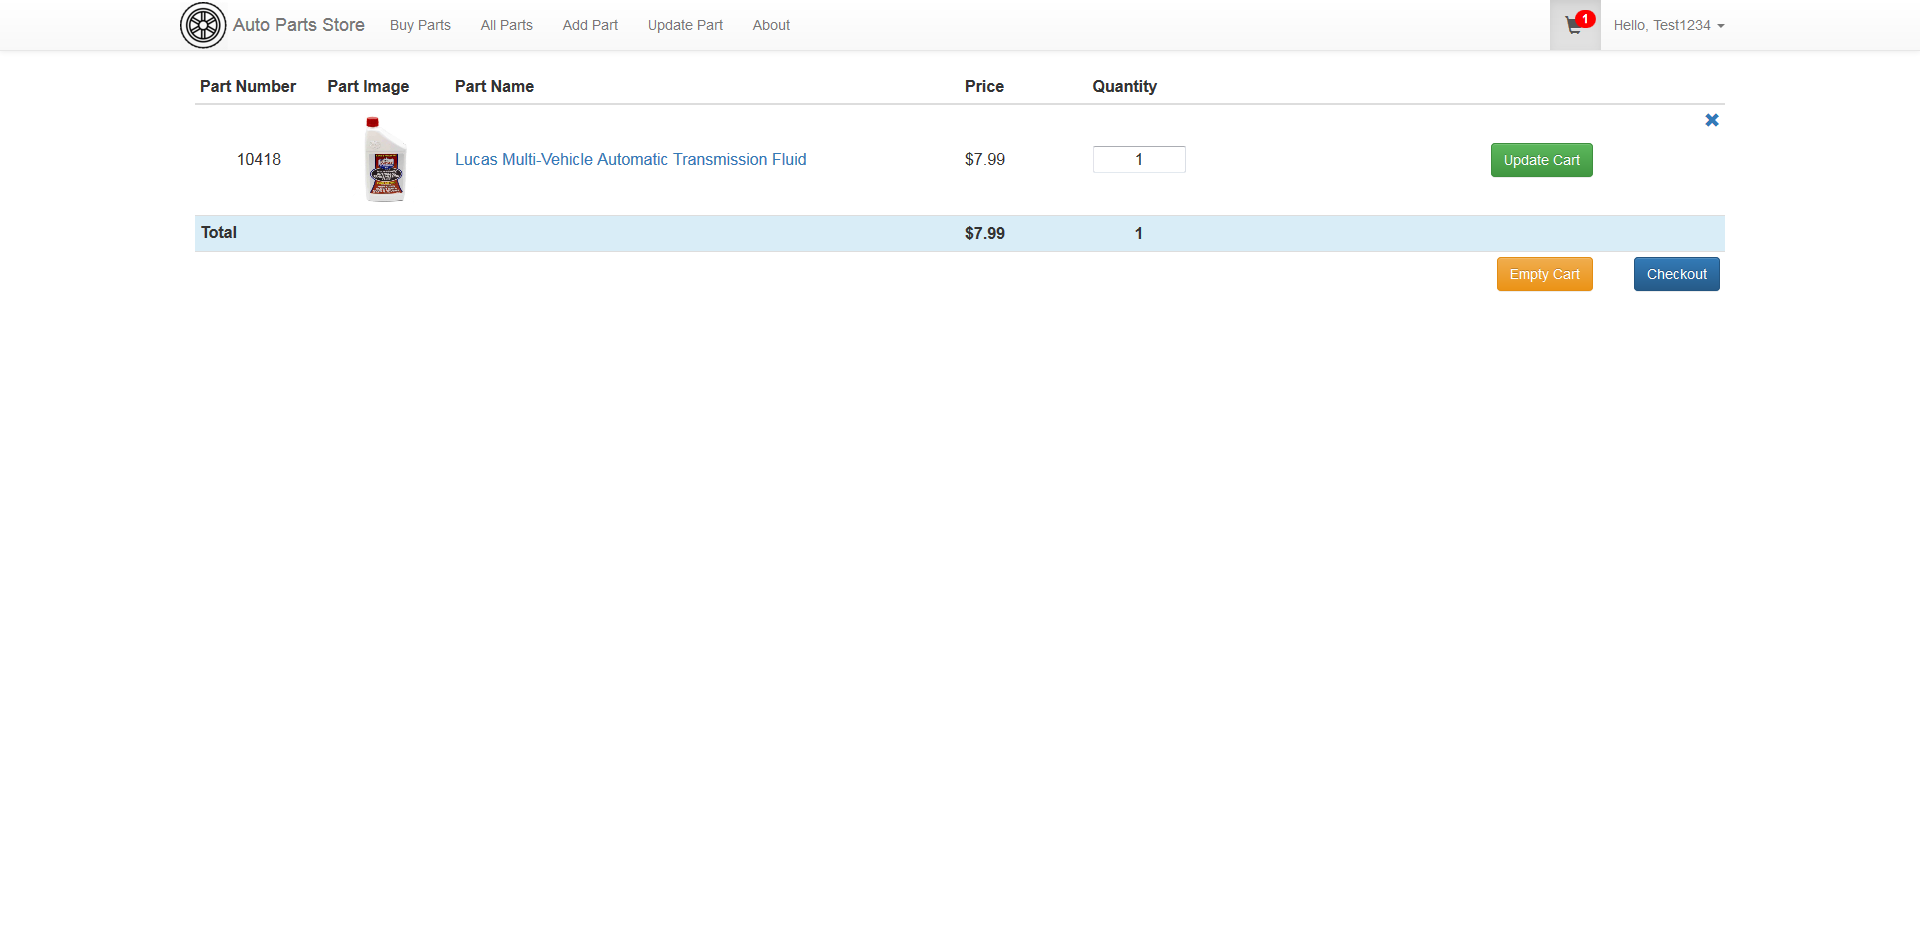 Auto Parts Store Buy Parts All Parts Add Part Update Part About 1 Hello, Test1234
Part Number Part Image Part Name Price Quantity
10418 Lucas Multi-Vehicle Automatic Transmission Fluid $7.99 1 Update Cart
Total $7.99 1
Empty Cart Checkout